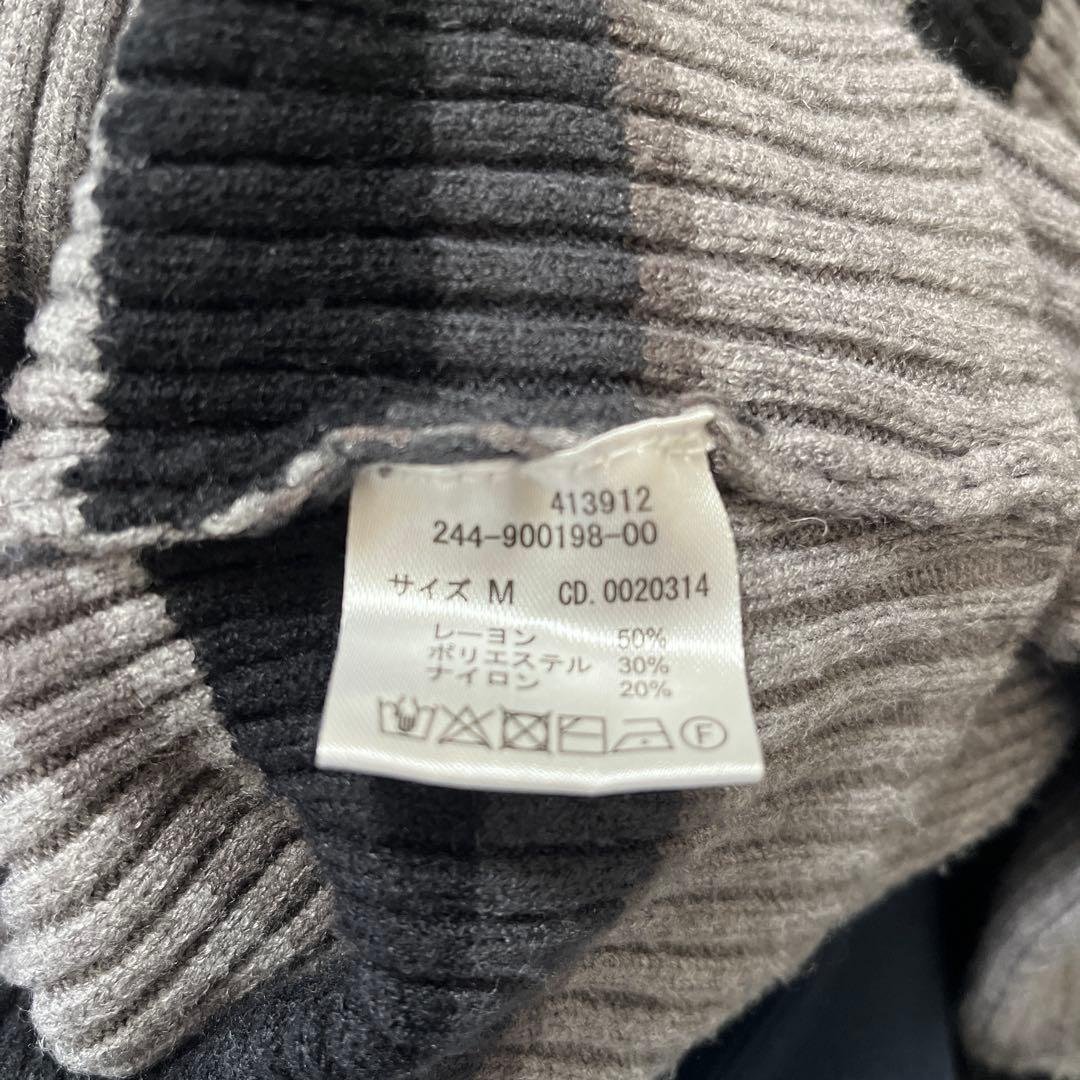 413912
244-900198-00
サイズ M CD.0020314
レーヨン 50%
ポリエステル 30%
ナイロン 20%
F